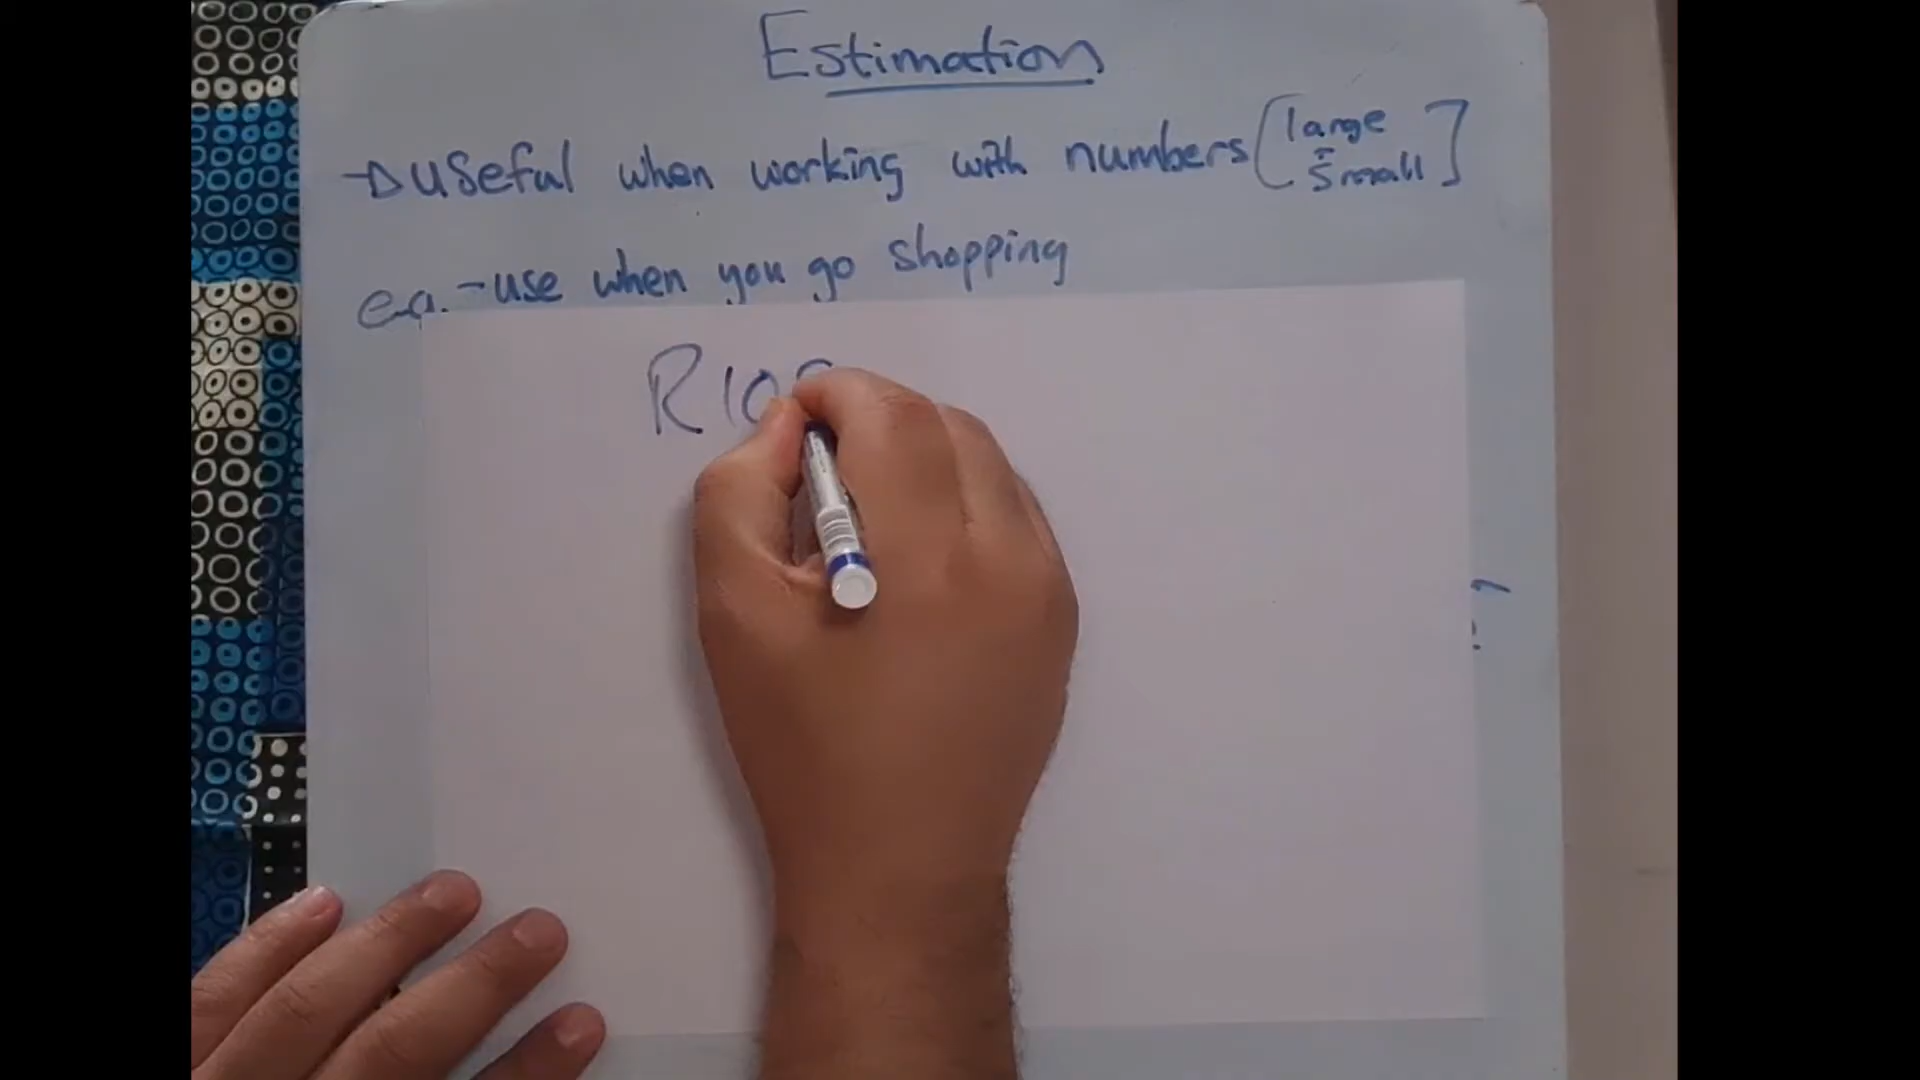 Estimation
→ useful when working with numbers [large
small]
e.g. - use when you go shopping
R10
?